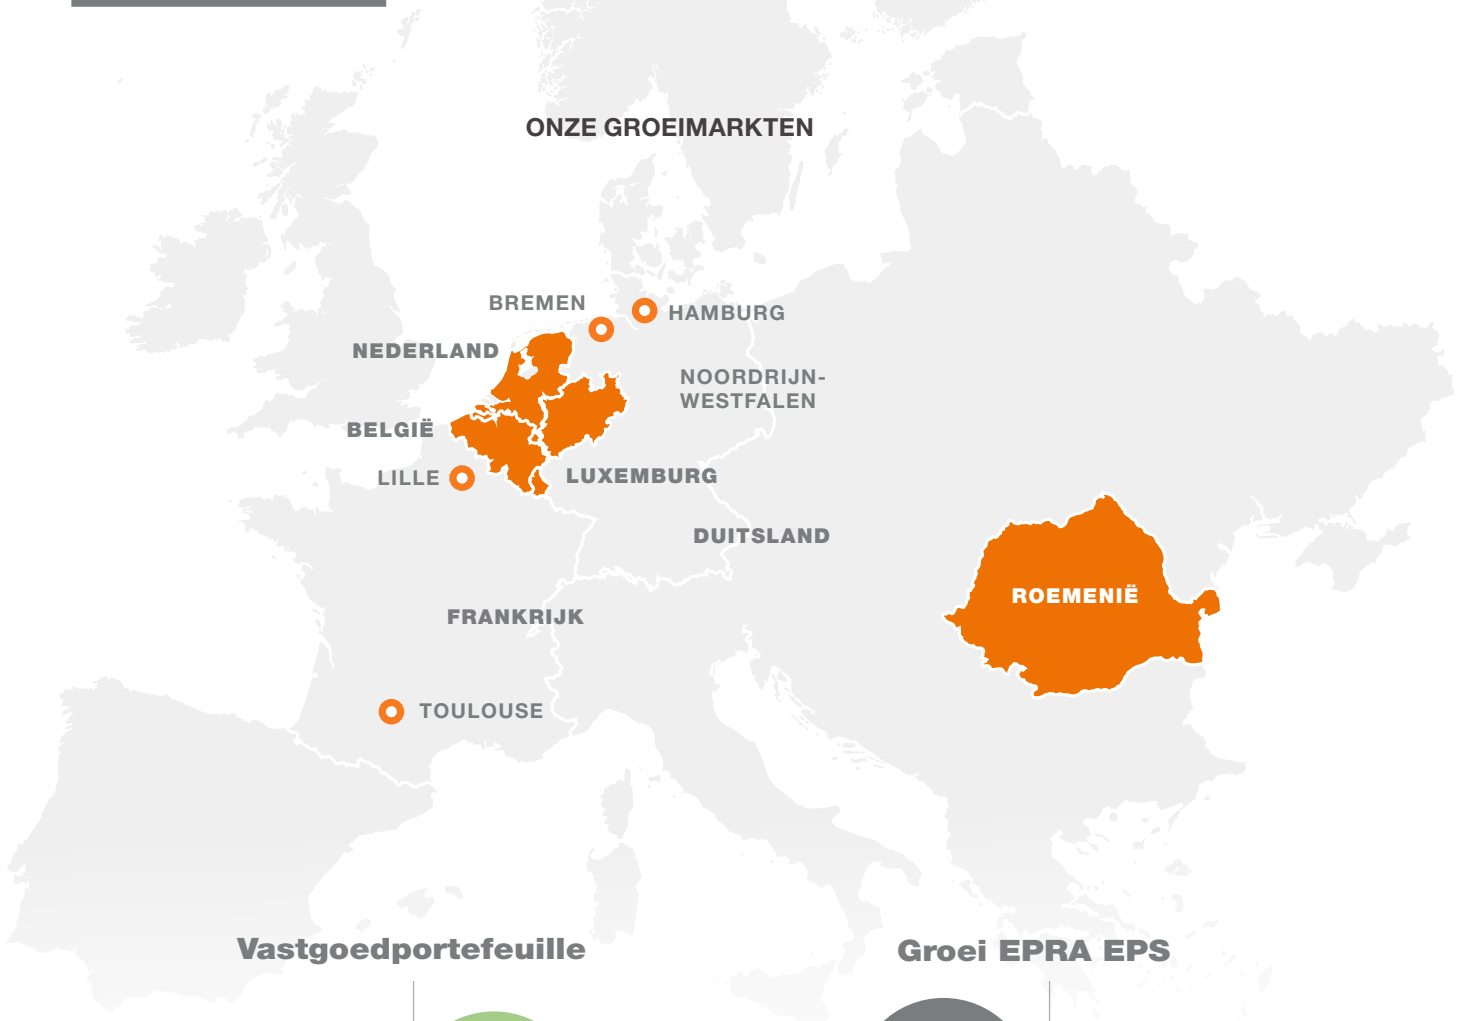 ONZE GROEIMARKTEN
BREMEN
HAMBURG
NEDERLAND
NOORDRIJN-
WESTFALEN
BELGIË
LILLE
LUXEMBURG
DUITSLAND
ROEMENIË
FRANKRIJK
TOULOUSE
Vastgoedportefeuille
Groei EPRA EPS